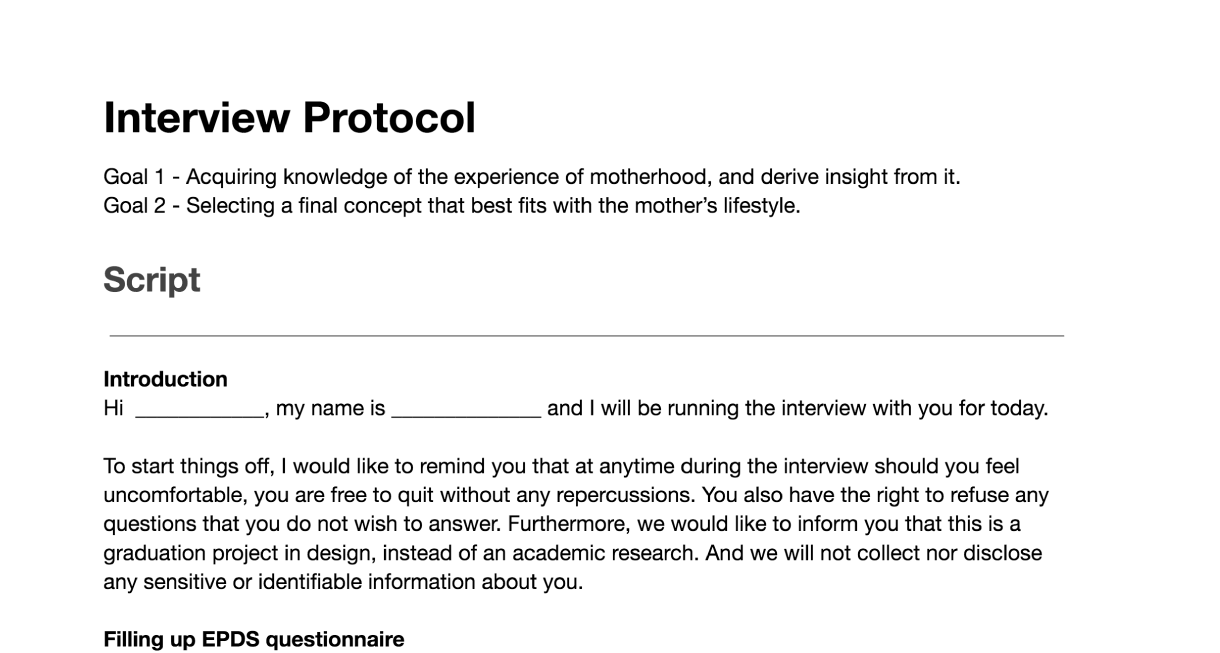 Interview Protocol
Goal 1 - Acquiring knowledge of the experience of motherhood, and derive insight from it.
Goal 2 - Selecting a final concept that best fits with the mother’s lifestyle.
Script
Introduction
Hi ___________, my name is _____________ and I will be running the interview with you for today.
To start things off, I would like to remind you that at anytime during the interview should you feel
uncomfortable, you are free to quit without any repercussions. You also have the right to refuse any
questions that you do not wish to answer. Furthermore, we would like to inform you that this is a
graduation project in design, instead of an academic research. And we will not collect nor disclose
any sensitive or identifiable information about you.
Filling up EPDS questionnaire